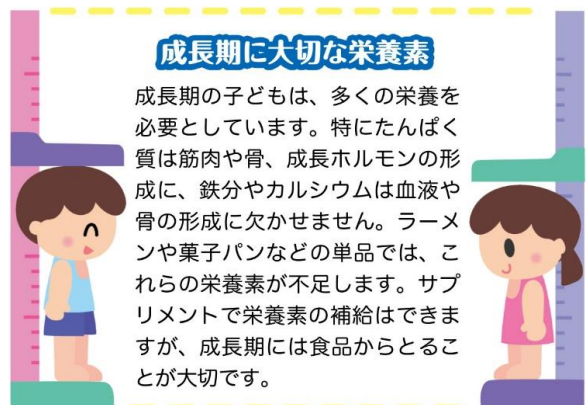 成長期に大切な栄養素
成長期の子どもは、多くの栄養を
必要としています。特にたんぱく
質は筋肉や骨、成長ホルモンの形
成に、鉄分やカルシウムは血液や
骨の形成に欠かせません。ラーメ
ンや菓子パンなどの単品では、こ
れらの栄養素が不足します。サプ
リメントで栄養素の補給はできま
すが、成長期には食品からとるこ
とが大切です。